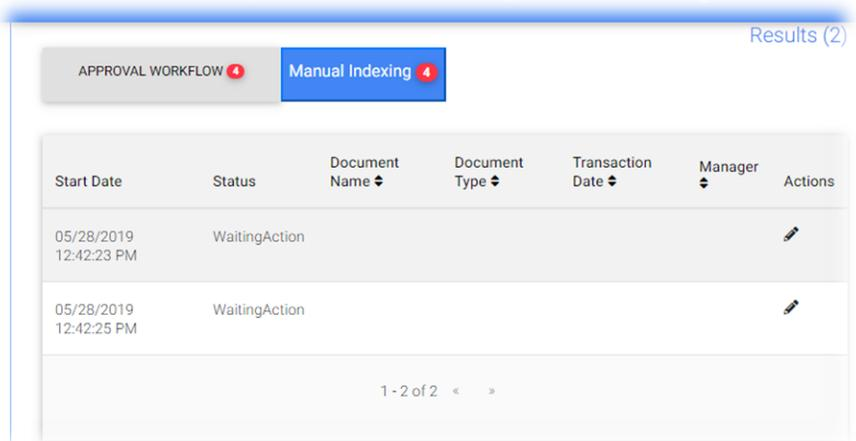 Results (2)
APPROVAL WORKFLOW 4
Manual Indexing 4
Start Date
Status
Document
Name
Document
Type
Transaction
Date
Manager
Actions
05/28/2019
12:42:23 PM
WaitingAction
05/28/2019
12:42:25 PM
WaitingAction
1 - 2 of 2 « »